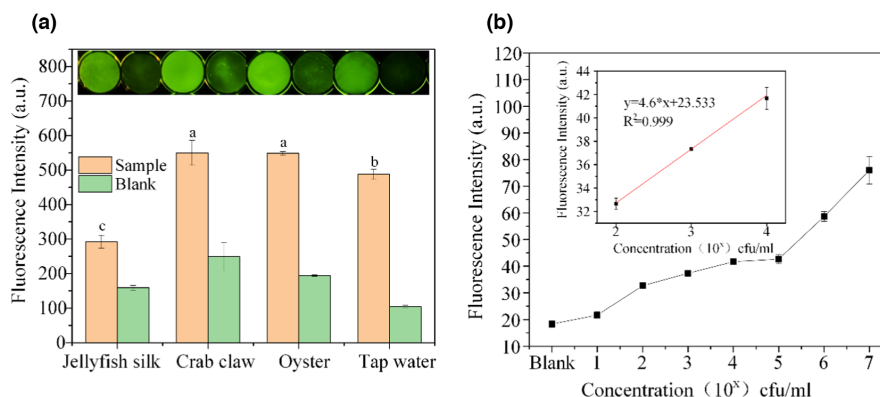 (a)
800
700
600
500
400
300
200
100
0
Fluorescence Intensity (a.u.)
Sample
Blank
c
a
a
b
Jellyfish silk
Crab claw
Oyster
Tap water
(b)
120
110
100
90
80
70
60
50
40
30
20
10
Fluorescence Intensity (a.u.)
Blank
1
2
3
4
5
6
7
Concentration （10ˣ）cfu/ml
42
40
38
36
34
32
Fluorescence Intensity (a.u.)
y=4.6*x+23.533
R²=0.999
2
3
4
Concentration （10ˣ）cfu/ml